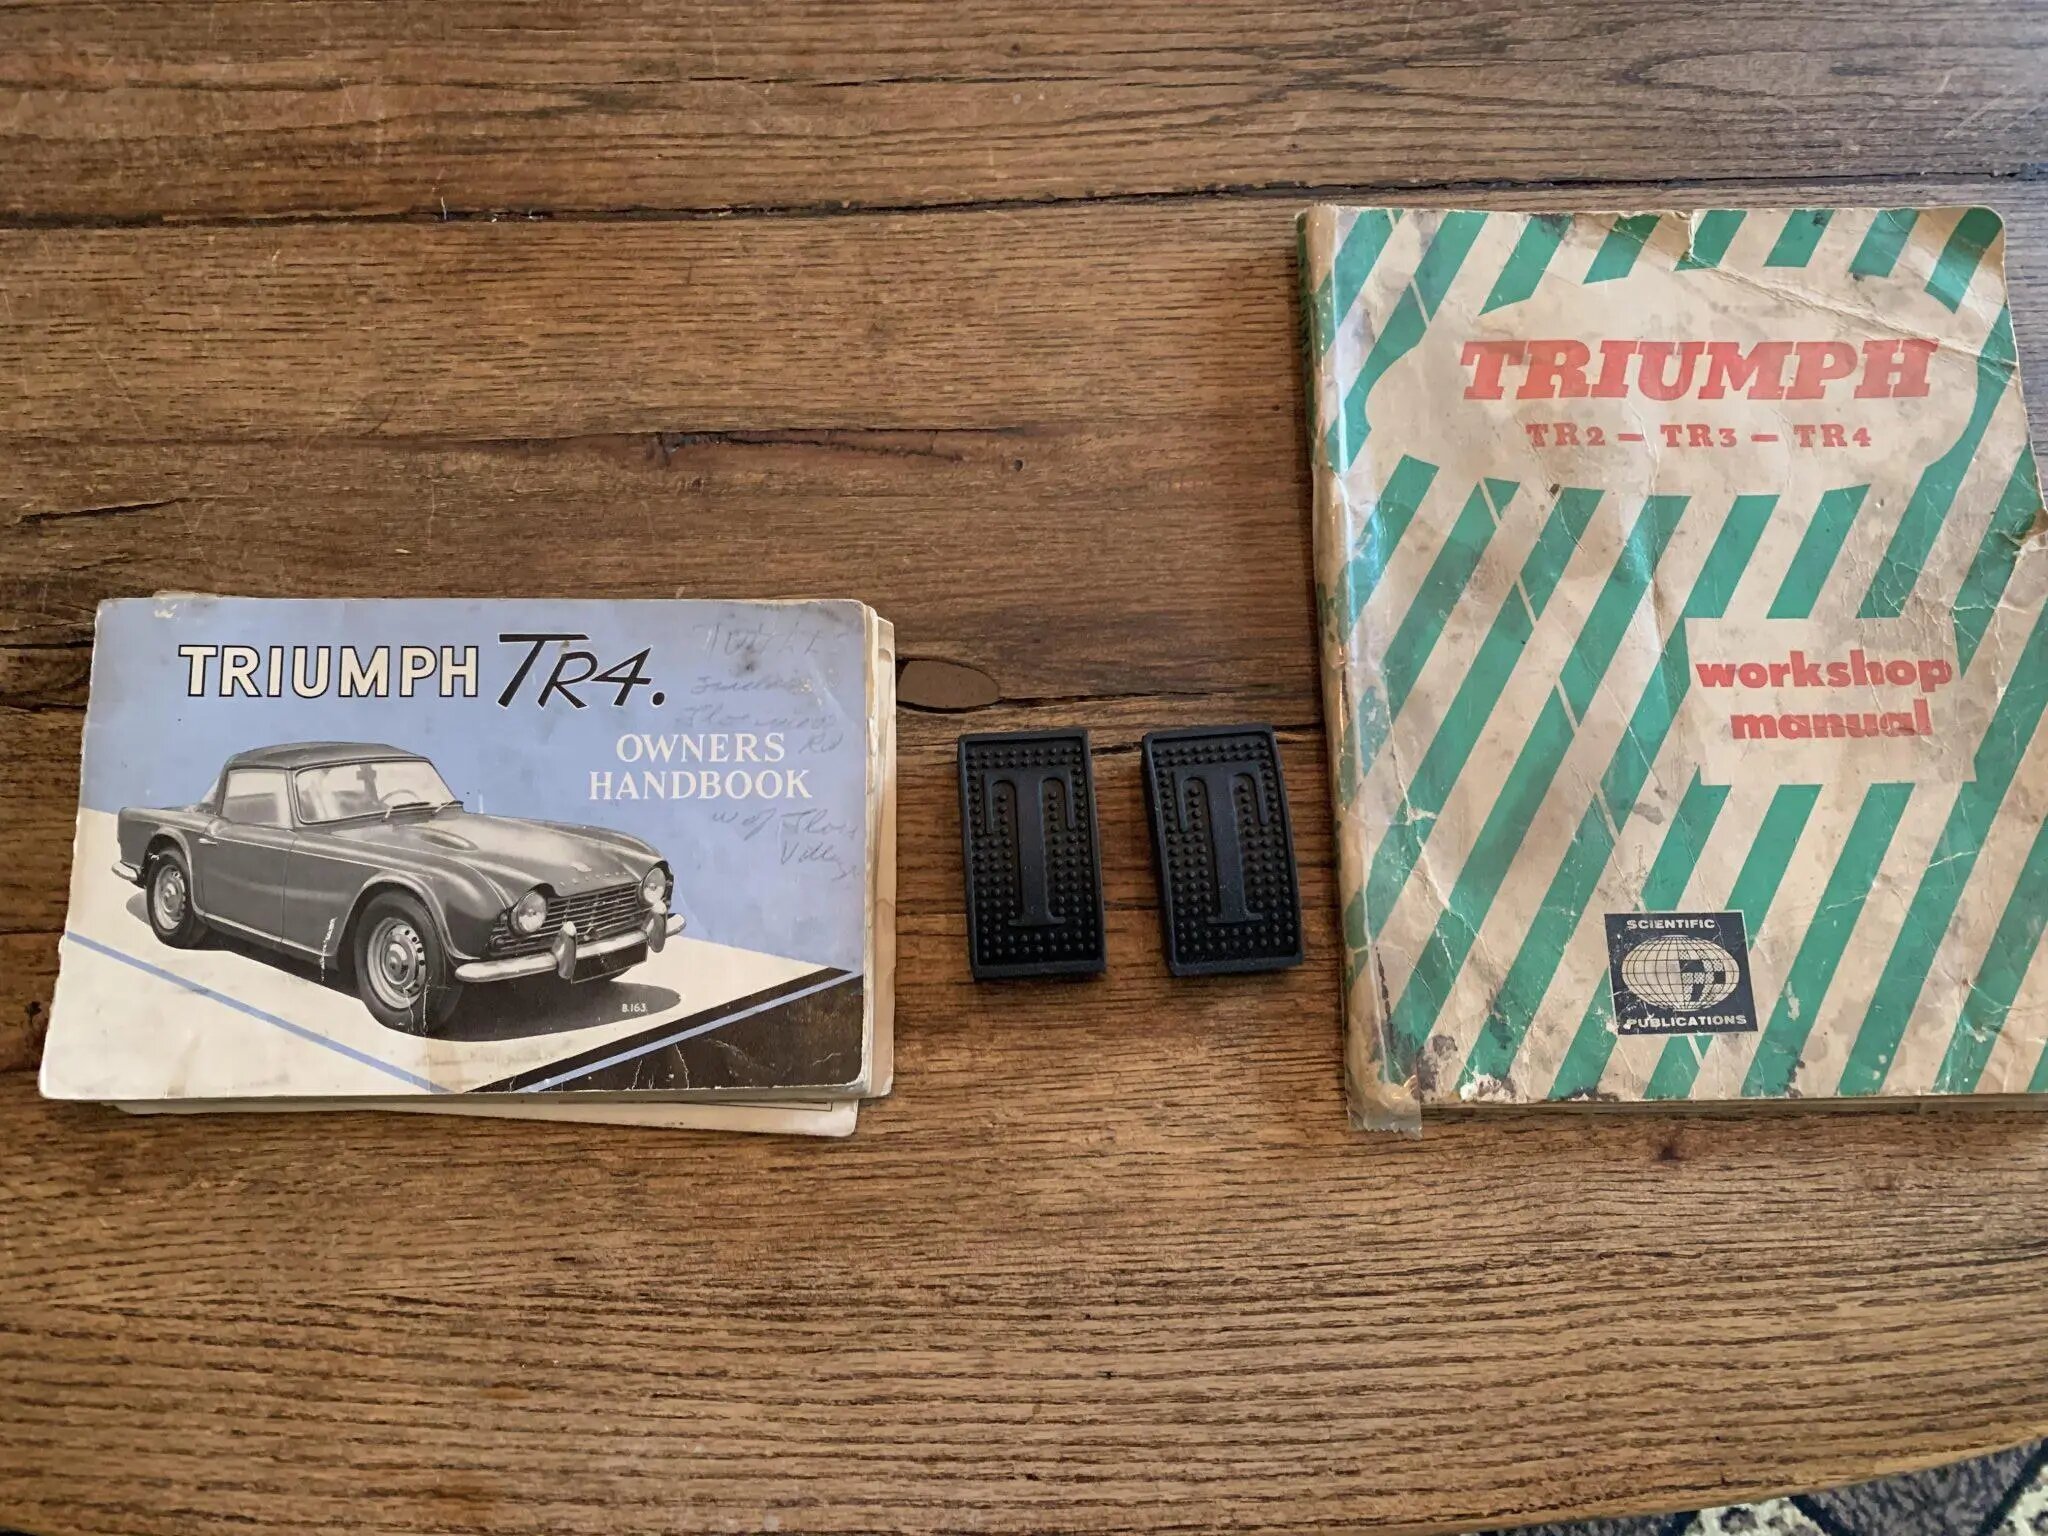 TRIUMPH TR4.
OWNERS
HANDBOOK
B.163
T
T
TRIUMPH
TR2 – TR3 – TR4
workshop
manual
SCIENTIFIC
PUBLICATIONS